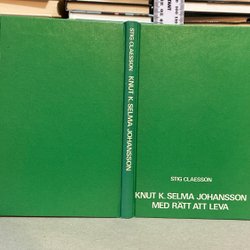 STIG CLAESSON: KNUT K. SELMA JOHANSSON
STIG CLAESSON
KNUT K. SELMA JOHANSSON
MED RÄTT ATT LEVA